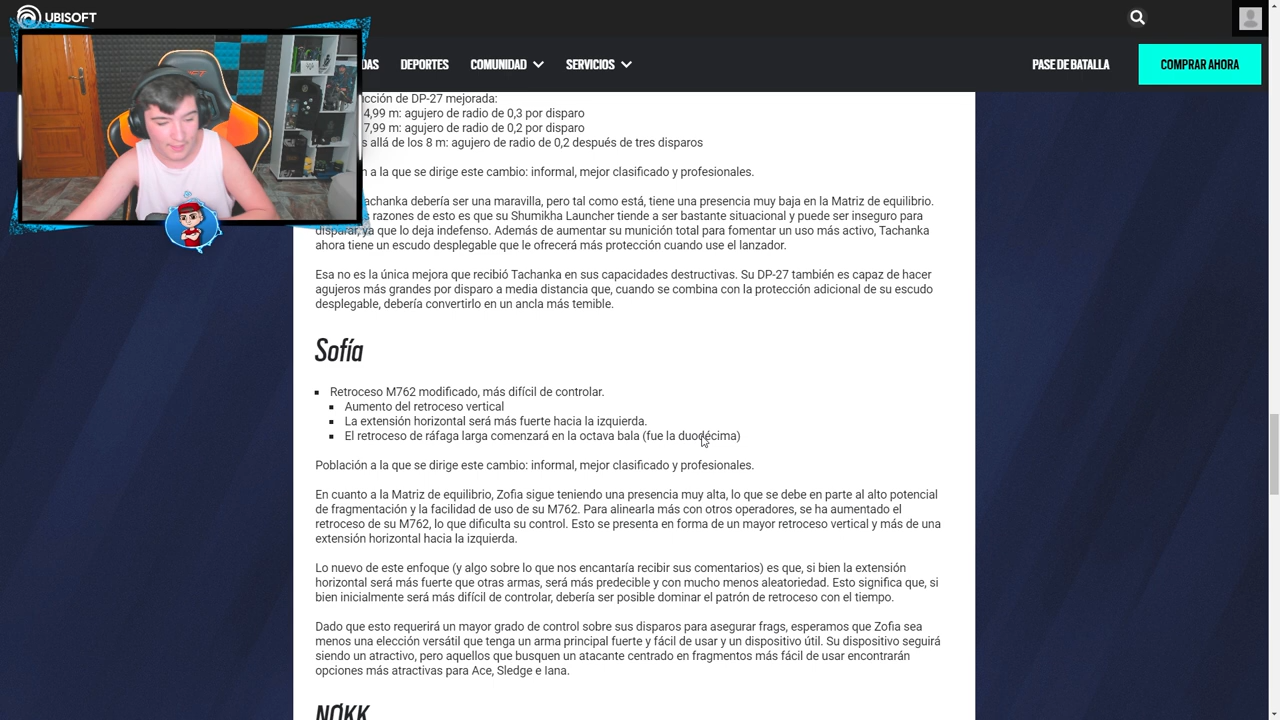 UBISOFT
DAS DEPORTES COMUNIDAD SERVICIOS PASE DE BATALLA COMPRAR AHORA
cción de DP-27 mejorada:
4,99 m: agujero de radio de 0,3 por disparo
7,99 m: agujero de radio de 0,2 por disparo
s allá de los 8 m: agujero de radio de 0,2 después de tres disparos
n a la que se dirige este cambio: informal, mejor clasificado y profesionales.
achanka debería ser una maravilla, pero tal como está, tiene una presencia muy baja en la Matriz de equilibrio.
s razones de esto es que su Shumikha Launcher tiende a ser bastante situacional y puede ser inseguro para
disparar, ya que lo deja indefenso. Además de aumentar su munición total para fomentar un uso más activo, Tachanka
ahora tiene un escudo desplegable que le ofrecerá más protección cuando use el lanzador.
Esa no es la única mejora que recibió Tachanka en sus capacidades destructivas. Su DP-27 también es capaz de hacer
agujeros más grandes por disparo a media distancia que, cuando se combina con la protección adicional de su escudo
desplegable, debería convertirlo en un ancla más temible.
Sofía
Retroceso M762 modificado, más difícil de controlar.
Aumento del retroceso vertical
La extensión horizontal será más fuerte hacia la izquierda.
El retroceso de ráfaga larga comenzará en la octava bala (fue la duodécima)
Población a la que se dirige este cambio: informal, mejor clasificado y profesionales.
En cuanto a la Matriz de equilibrio, Zofia sigue teniendo una presencia muy alta, lo que se debe en parte al alto potencial
de fragmentación y la facilidad de uso de su M762. Para alinearla más con otros operadores, se ha aumentado el
retroceso de su M762, lo que dificulta su control. Esto se presenta en forma de un mayor retroceso vertical y más de una
extensión horizontal hacia la izquierda.
Lo nuevo de este enfoque (y algo sobre lo que nos encantaría recibir sus comentarios) es que, si bien la extensión
horizontal será más fuerte que otras armas, será más predecible y con mucho menos aleatoriedad. Esto significa que, si
bien inicialmente será más difícil de controlar, debería ser posible dominar el patrón de retroceso con el tiempo.
Dado que esto requerirá un mayor grado de control sobre sus disparos para asegurar frags, esperamos que Zofia sea
menos una elección versátil que tenga un arma principal fuerte y fácil de usar y un dispositivo útil. Su dispositivo seguirá
siendo un atractivo, pero aquellos que busquen un atacante centrado en fragmentos más fácil de usar encontrarán
opciones más atractivas para Ace, Sledge e Iana.
NØKK